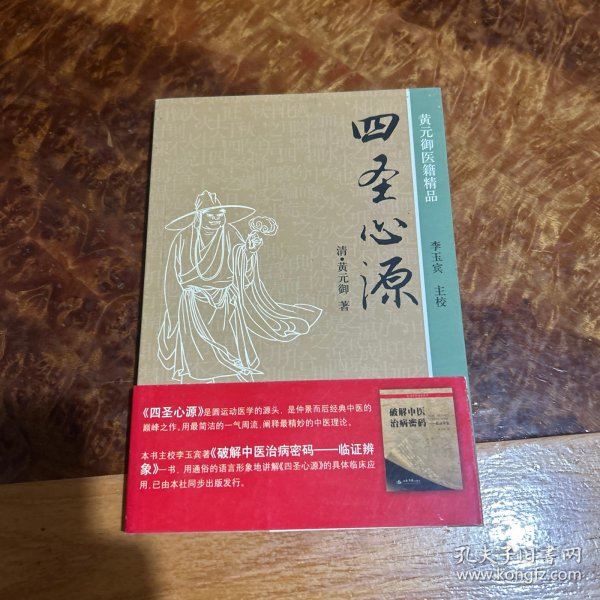 黄元御医籍精品
李玉宾 主校
四圣心源
清·黄元御 著
《四圣心源》是圆运动医学的源头，是仲景而后经典中医的
巅峰之作，用最简洁的一气周流，阐释最精妙的中医理论。
本书主校李玉宾著《破解中医治病密码——临证辨
象》一书，用通俗的语言形象地讲解《四圣心源》的具体临床应
用，已由本社同步出版发行。
破解中医
治病密码
孔夫子旧书网
www.kongfz.com